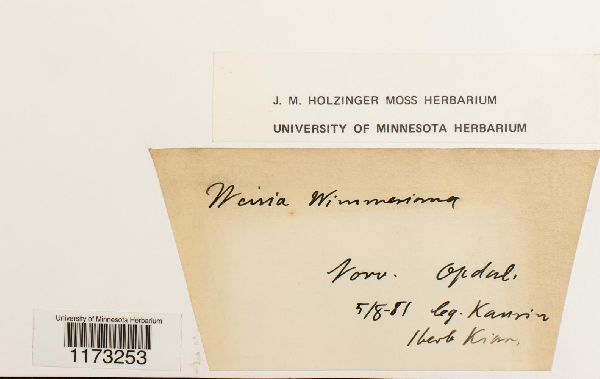 J. M. HOLZINGER MOSS HERBARIUM
UNIVERSITY OF MINNESOTA HERBARIUM
Weisia Wimmeriana
Norv. Opdal.
5/8-81 leg. Kaurin
Herb Kiaer.
University of Minnesota Herbarium
1173253